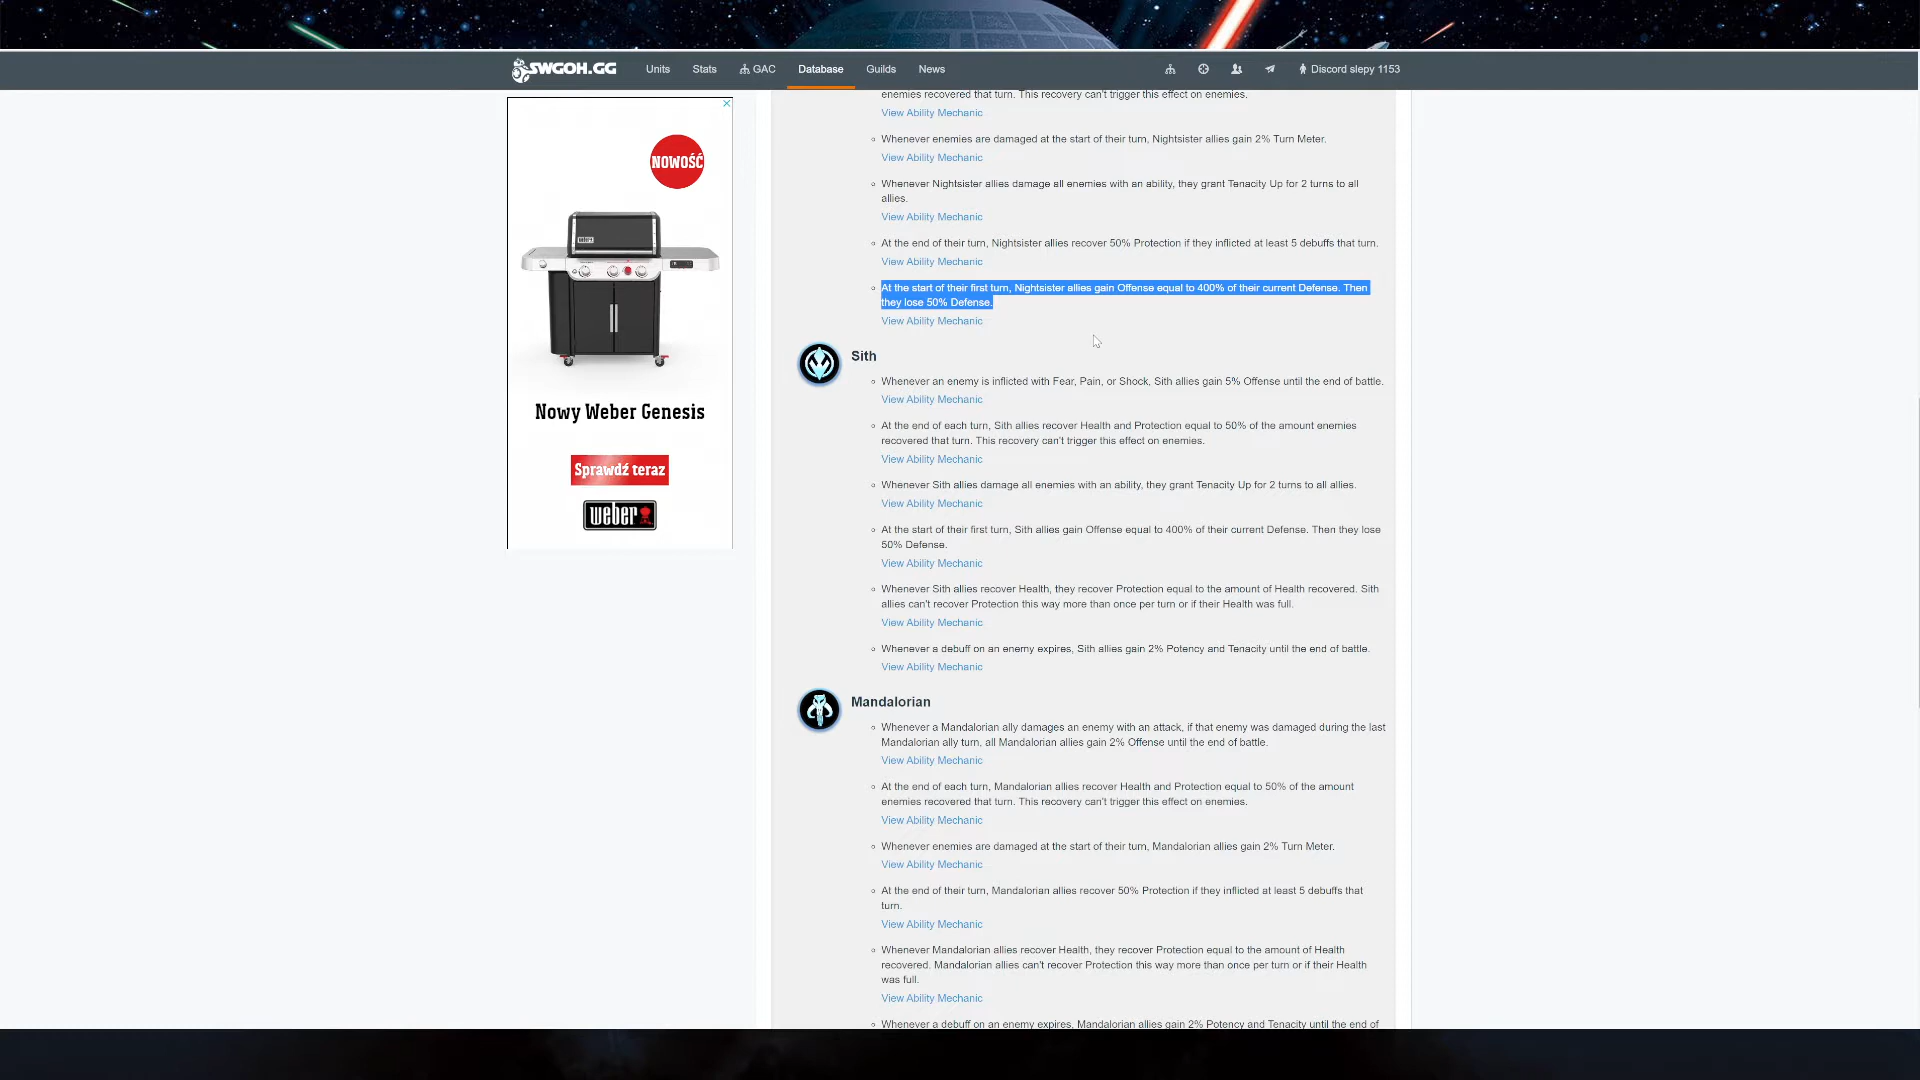 SWGOH.GG
Units
Stats
GAC
Database
Guilds
News
Discord slepy 1153
NOWOŚĆ
weber
Nowy Weber Genesis
Sprawdź teraz
weber
enemies recovered that turn. This recovery can't trigger this effect on enemies.
View Ability Mechanic
Whenever enemies are damaged at the start of their turn, Nightsister allies gain 2% Turn Meter.
View Ability Mechanic
Whenever Nightsister allies damage all enemies with an ability, they grant Tenacity Up for 2 turns to all
allies.
View Ability Mechanic
At the end of their turn, Nightsister allies recover 50% Protection if they inflicted at least 5 debuffs that turn.
View Ability Mechanic
At the start of their first turn, Nightsister allies gain Offense equal to 400% of their current Defense. Then
they lose 50% Defense.
View Ability Mechanic
Sith
Whenever an enemy is inflicted with Fear, Pain, or Shock, Sith allies gain 5% Offense until the end of battle.
View Ability Mechanic
At the end of each turn, Sith allies recover Health and Protection equal to 50% of the amount enemies
recovered that turn. This recovery can't trigger this effect on enemies.
View Ability Mechanic
Whenever Sith allies damage all enemies with an ability, they grant Tenacity Up for 2 turns to all allies.
View Ability Mechanic
At the start of their first turn, Sith allies gain Offense equal to 400% of their current Defense. Then they lose
50% Defense.
View Ability Mechanic
Whenever Sith allies recover Health, they recover Protection equal to the amount of Health recovered. Sith
allies can't recover Protection this way more than once per turn or if their Health was full.
View Ability Mechanic
Whenever a debuff on an enemy expires, Sith allies gain 2% Potency and Tenacity until the end of battle.
View Ability Mechanic
Mandalorian
Whenever a Mandalorian ally damages an enemy with an attack, if that enemy was damaged during the last
Mandalorian ally turn, all Mandalorian allies gain 2% Offense until the end of battle.
View Ability Mechanic
At the end of each turn, Mandalorian allies recover Health and Protection equal to 50% of the amount
enemies recovered that turn. This recovery can't trigger this effect on enemies.
View Ability Mechanic
Whenever enemies are damaged at the start of their turn, Mandalorian allies gain 2% Turn Meter.
View Ability Mechanic
At the end of their turn, Mandalorian allies recover 50% Protection if they inflicted at least 5 debuffs that
turn.
View Ability Mechanic
Whenever Mandalorian allies recover Health, they recover Protection equal to the amount of Health
recovered. Mandalorian allies can't recover Protection this way more than once per turn or if their Health
was full.
View Ability Mechanic
Whenever a debuff on an enemy expires, Mandalorian allies gain 2% Potency and Tenacity until the end of